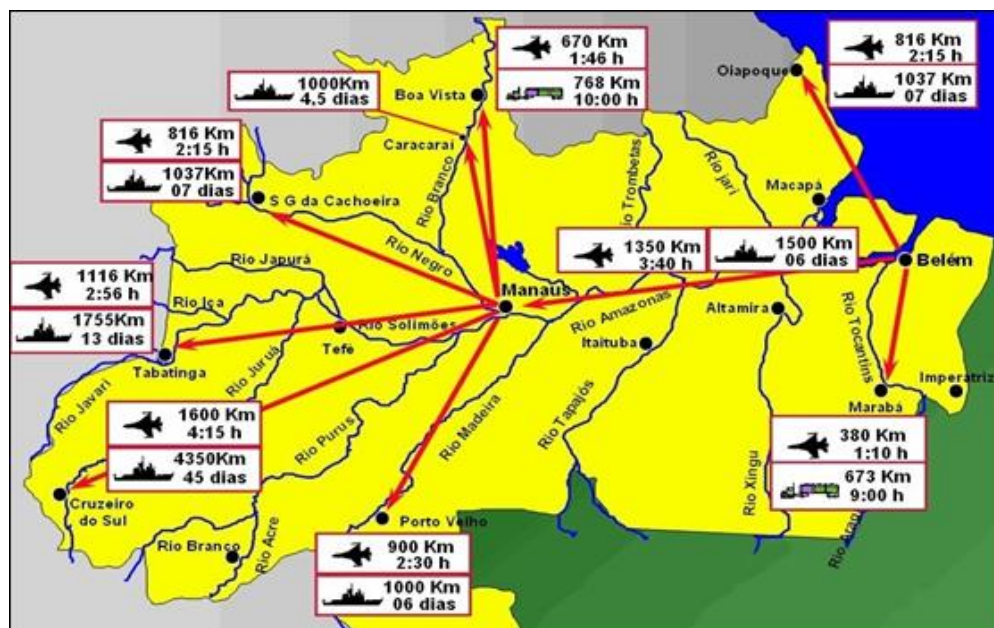 670 Km
1:46 h
768 Km
10:00 h
816 Km
2:15 h
1037 Km
07 dias
Oiapoque
1000Km
4.5 dias
Boa Vista
Caracaraí
816 Km
2:15 h
1037Km
07 dias
S G da Cachoeira
Rio Branco
io Trombetas
Rio jari
Macapá
Rio Negro
1350 Km
3:40 h
1500 Km
06 dias
Belém
Rio Japurá
1116 Km
2:56 h
1755Km
13 dias
Rio Iça
Manaus
Rio Solimões
Tefé
Rio Amazonas
Altamira
Itaituba
Rio Tocantins
Imperatriz
Marabá
Tabatinga
Rio Javari
Rio Juruá
1600 Km
4:15 h
4350Km
45 dias
Rio Purus
Rio Madeira
Rio Tapajós
Rio Xingu
380 Km
1:10 h
673 Km
9:00 h
Rio Arag
Cruzeiro
do Sul
Rio Branco
Rio Acre
Porto Velho
900 Km
2:30 h
1000 Km
06 dias